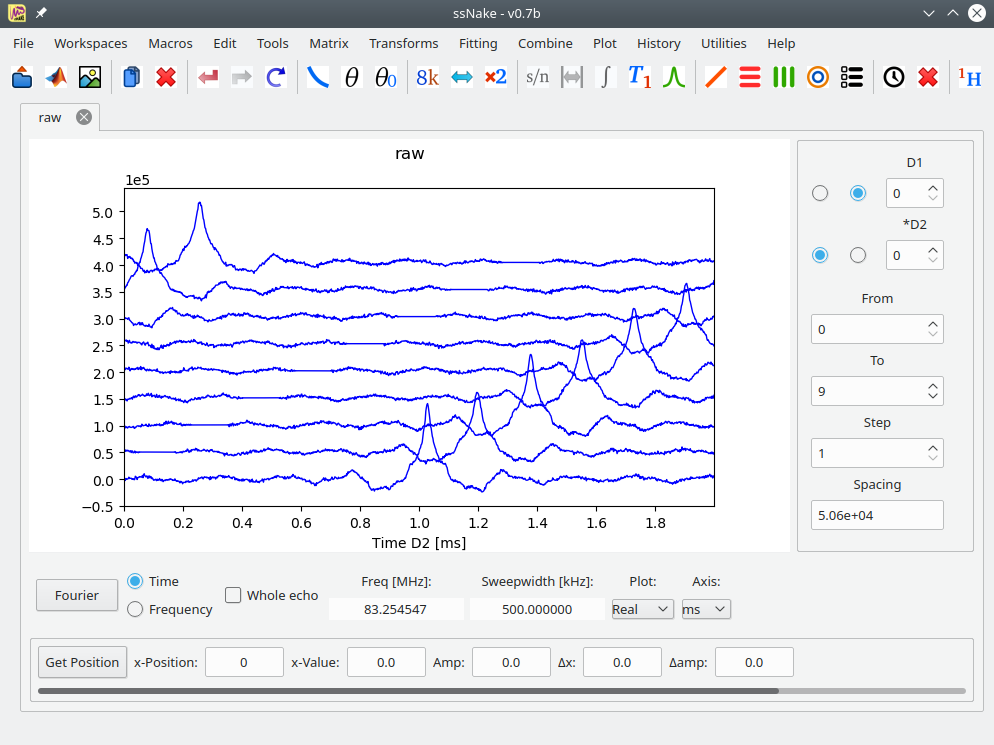 ssNake - v0.7b
File Workspaces Macros Edit Tools Matrix Transforms Fitting Combine Plot History Utilities Help
θ θ0 8k ×2 s/n ∫ T1 1H
raw
raw
1e5
5.0
4.5
4.0
3.5
3.0
2.5
2.0
1.5
1.0
0.5
0.0
−0.5
0.0 0.2 0.4 0.6 0.8 1.0 1.2 1.4 1.6 1.8
Time D2 [ms]
D1
0
*D2
0
From
0
To
9
Step
1
Spacing
5.06e+04
Fourier
Time
Frequency
Whole echo
Freq [MHz]: Sweepwidth [kHz]: Plot: Axis:
83.254547 500.000000 Real ms
Get Position x-Position: 0 x-Value: 0.0 Amp: 0.0 Δx: 0.0 Δamp: 0.0